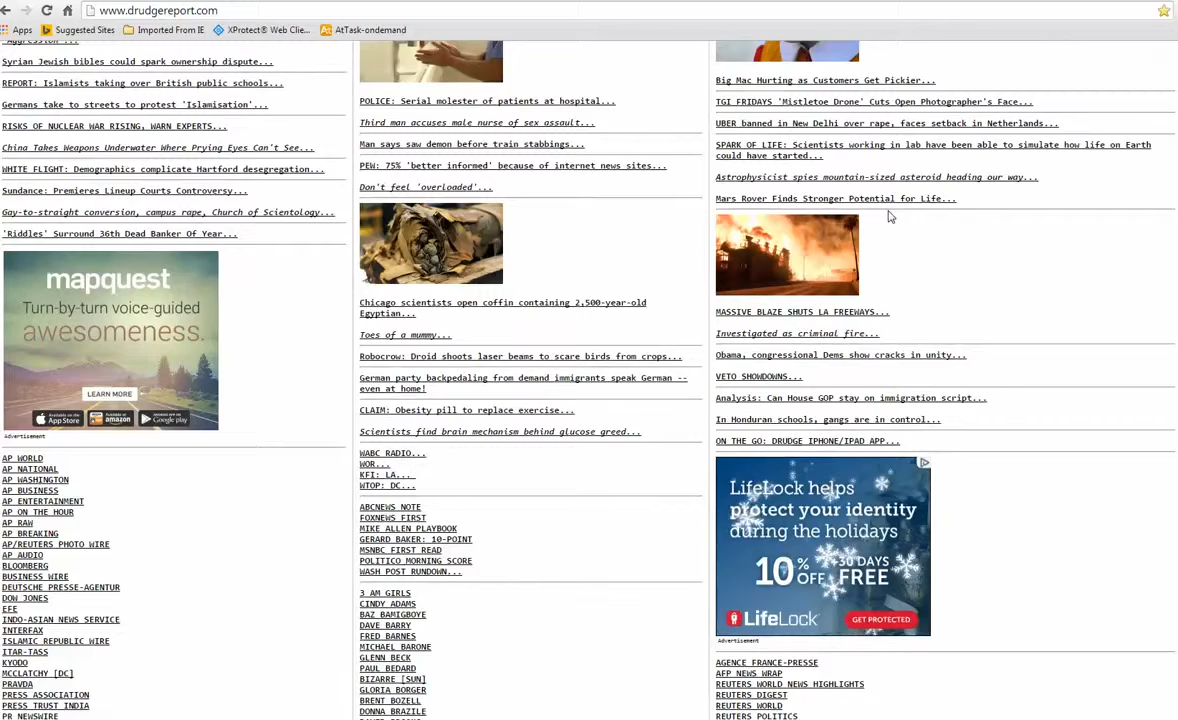 www.drudgereport.com
Apps
Suggested Sites
Imported From IE
XProtect® Web Clie...
AtTask-ondemand
'Aggression'...
Syrian Jewish bibles could spark ownership dispute...
REPORT: Islamists taking over British public schools...
Germans take to streets to protest 'Islamisation'...
RISKS OF NUCLEAR WAR RISING, WARN EXPERTS...
China Takes Weapons Underwater Where Prying Eyes Can't See...
WHITE FLIGHT: Demographics complicate Hartford desegregation...
Sundance: Premieres Lineup Courts Controversy...
Gay-to-straight conversion, campus rape, Church of Scientology...
'Riddles' Surround 36th Dead Banker Of Year...
mapquest
Turn-by-turn voice-guided
awesomeness.
LEARN MORE
Available on the
App Store
Available at
amazon
Google play
Advertisement
AP WORLD
AP NATIONAL
AP WASHINGTON
AP BUSINESS
AP ENTERTAINMENT
AP ON THE HOUR
AP RAW
AP BREAKING
AP/REUTERS PHOTO WIRE
AP AUDIO
BLOOMBERG
BUSINESS WIRE
DEUTSCHE PRESSE-AGENTUR
DOW JONES
EFE
INDO-ASIAN NEWS SERVICE
INTERFAX
ISLAMIC REPUBLIC WIRE
ITAR-TASS
KYODO
MCCLATCHY [DC]
PRAVDA
PRESS ASSOCIATION
PRESS TRUST INDIA
PR NEWSWIRE
POLICE: Serial molester of patients at hospital...
Third man accuses male nurse of sex assault...
Man says saw demon before train stabbings...
PEW: 75% 'better informed' because of internet news sites...
Don't feel 'overloaded'...
Chicago scientists open coffin containing 2,500-year-old
Egyptian...
Toes of a mummy...
Robocrow: Droid shoots laser beams to scare birds from crops...
German party backpedaling from demand immigrants speak German --
even at home!
CLAIM: Obesity pill to replace exercise...
Scientists find brain mechanism behind glucose greed...
WABC RADIO...
WOR...
KFI: LA...
WTOP: DC...
ABCNEWS NOTE
FOXNEWS FIRST
MIKE ALLEN PLAYBOOK
GERARD BAKER: 10-POINT
MSNBC FIRST READ
POLITICO MORNING SCORE
WASH POST RUNDOWN...
3 AM GIRLS
CINDY ADAMS
BAZ BAMIGBOYE
DAVE BARRY
FRED BARNES
MICHAEL BARONE
GLENN BECK
PAUL BEDARD
BIZARRE [SUN]
GLORIA BORGER
BRENT BOZELL
DONNA BRAZILE
Big Mac Hurting as Customers Get Pickier...
TGI FRIDAYS 'Mistletoe Drone' Cuts Open Photographer's Face...
UBER banned in New Delhi over rape, faces setback in Netherlands...
SPARK OF LIFE: Scientists working in lab have been able to simulate how life on Earth
could have started...
Astrophysicist spies mountain-sized asteroid heading our way...
Mars Rover Finds Stronger Potential for Life...
MASSIVE BLAZE SHUTS LA FREEWAYS...
Investigated as criminal fire...
Obama, congressional Dems show cracks in unity...
VETO SHOWDOWNS...
Analysis: Can House GOP stay on immigration script...
In Honduran schools, gangs are in control...
ON THE GO: DRUDGE IPHONE/IPAD APP...
LifeLock helps
protect your identity
during the holidays
10% OFF + 30 DAYS FREE
LifeLock
GET PROTECTED
Advertisement
AGENCE FRANCE-PRESSE
AFP NEWS WRAP
REUTERS WORLD NEWS HIGHLIGHTS
REUTERS DIGEST
REUTERS WORLD
REUTERS POLITICS